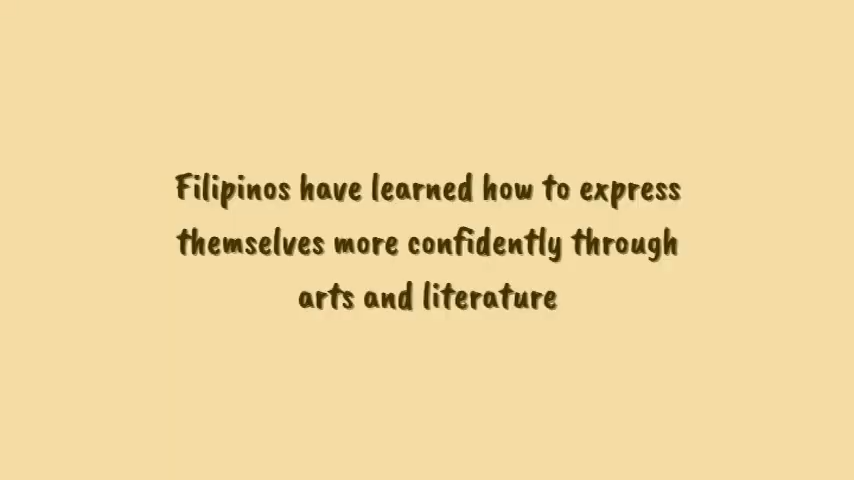 Filipinos have learned how to express
themselves more confidently through
arts and literature